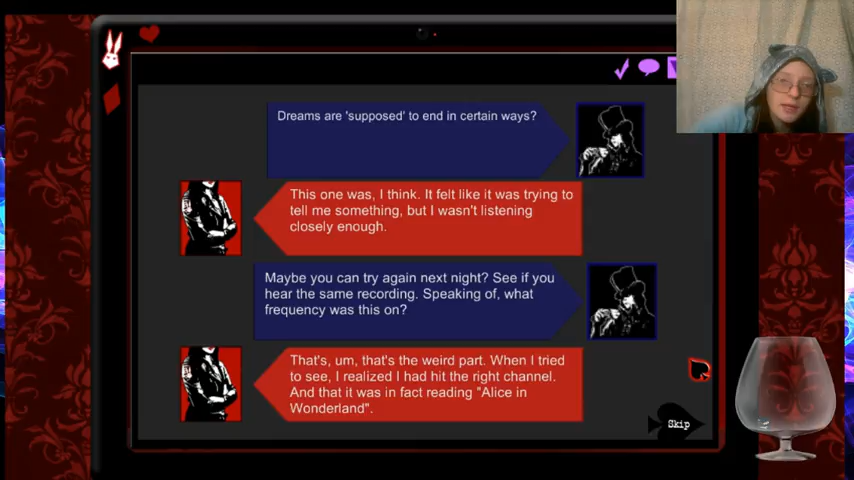 Dreams are 'supposed' to end in certain ways?
This one was, I think. It felt like it was trying to
tell me something, but I wasn't listening
closely enough.
Maybe you can try again next night? See if you
hear the same recording. Speaking of, what
frequency was this on?
That's, um, that's the weird part. When I tried
to see, I realized I had hit the right channel.
And that it was in fact reading "Alice in
Wonderland".
Skip